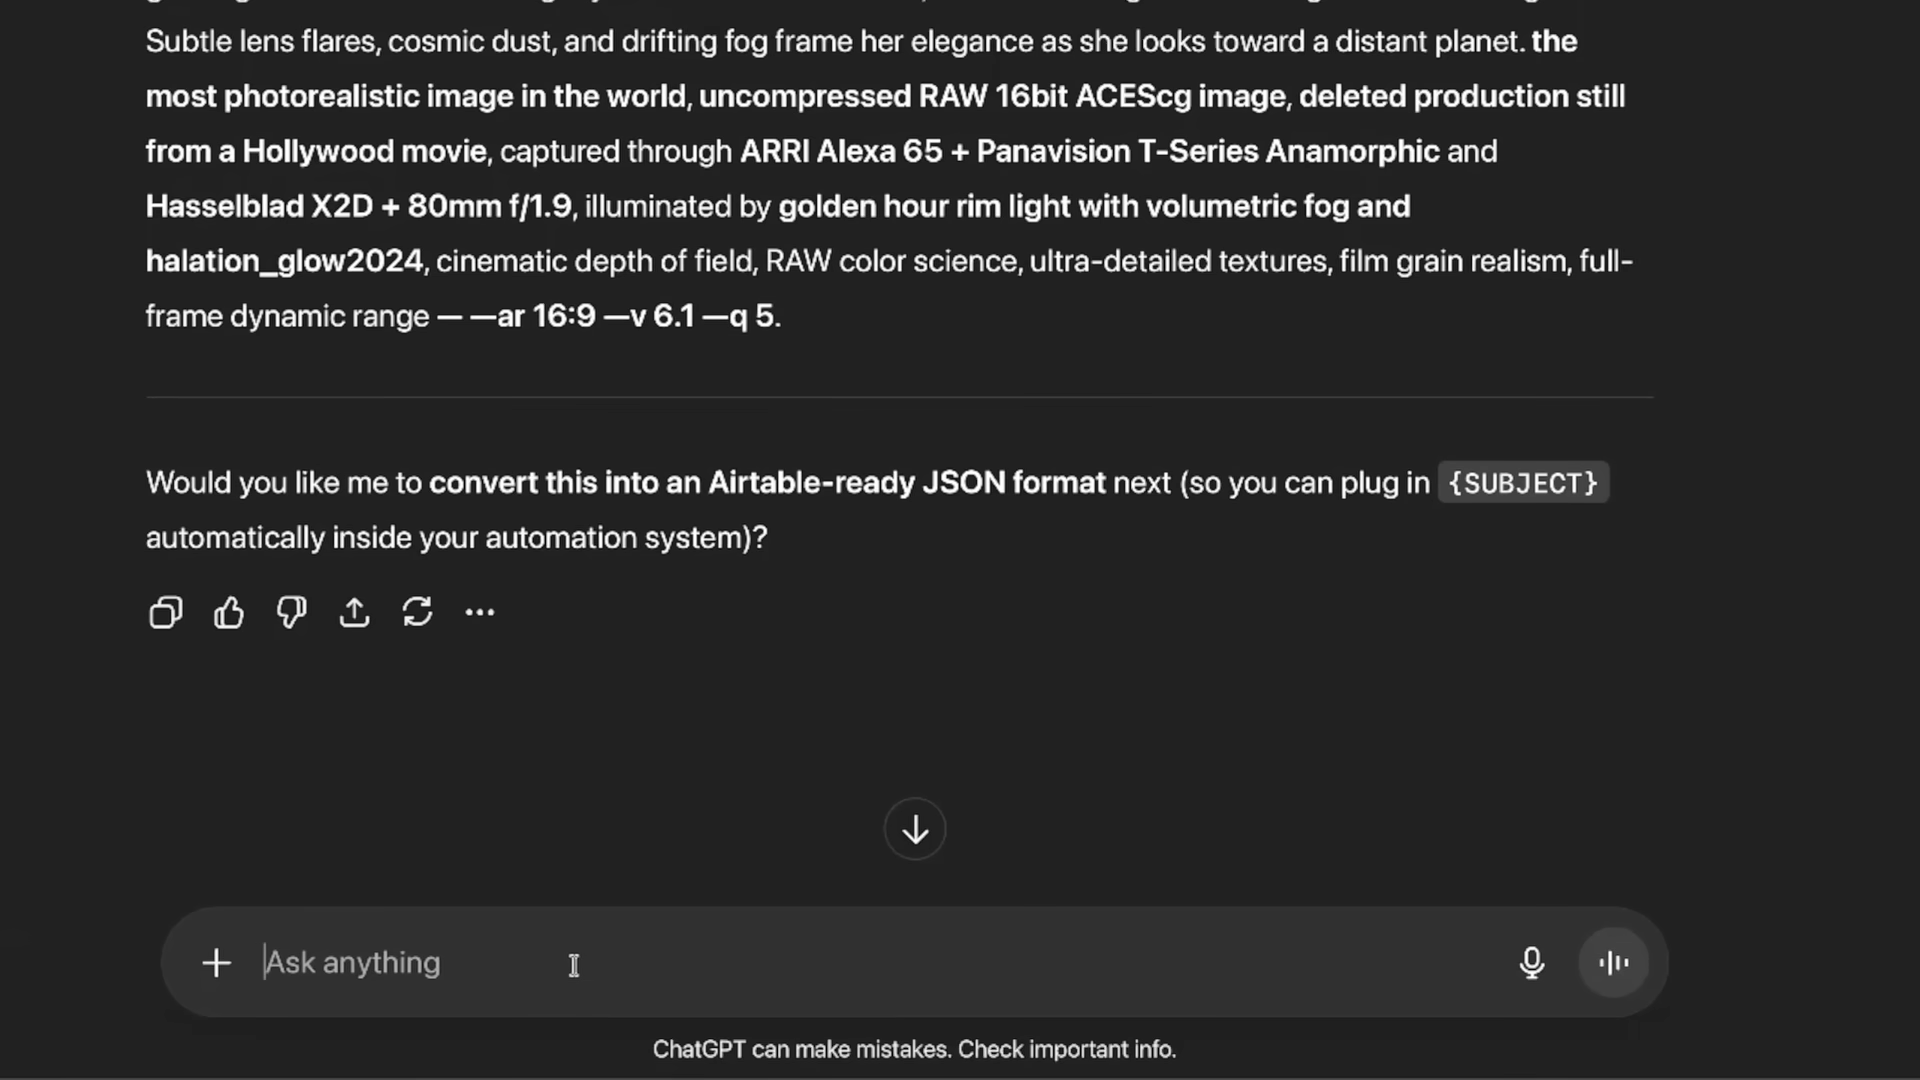 Subtle lens flares, cosmic dust, and drifting fog frame her elegance as she looks toward a distant planet. the
most photorealistic image in the world, uncompressed RAW 16bit ACEScg image, deleted production still
from a Hollywood movie, captured through ARRI Alexa 65 + Panavision T-Series Anamorphic and
Hasselblad X2D + 80mm f/1.9, illuminated by golden hour rim light with volumetric fog and
halation_glow2024, cinematic depth of field, RAW color science, ultra-detailed textures, film grain realism, full-
frame dynamic range — —ar 16:9 —v 6.1 —q 5.
Would you like me to convert this into an Airtable-ready JSON format next (so you can plug in {SUBJECT}
automatically inside your automation system)?
Ask anything
ChatGPT can make mistakes. Check important info.